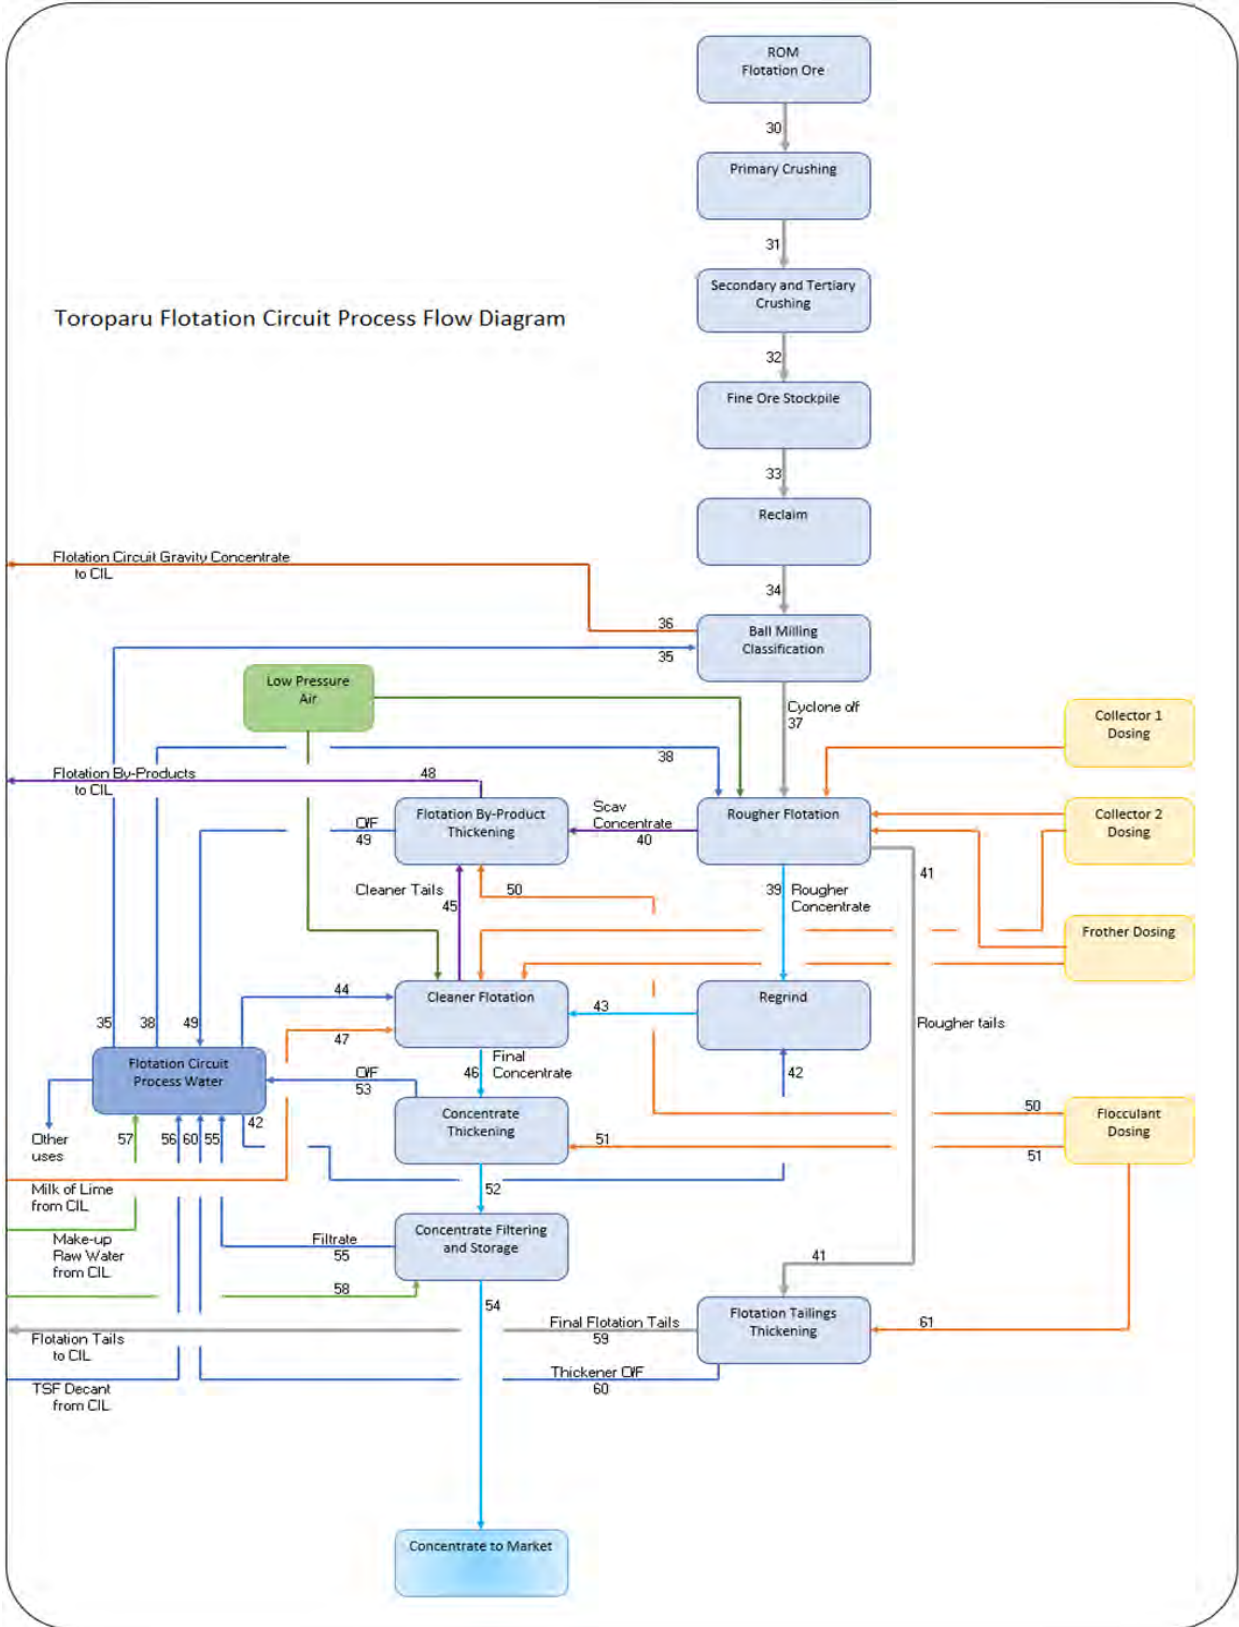 ROM
Flotation Ore
30
Primary Crushing
31
Secondary and Tertiary
Crushing
Toroparu Flotation Circuit Process Flow Diagram
32
Fine Ore Stockpile
33
Reclaim
Flotation Circuit Gravity Concentrate
to CIL
34
36
35
Ball Milling
Classification
Low Pressure
Air
Cyclone o/f
37
Collector 1
Dosing
38
Flotation By-Products
to CIL
48
Flotation By-Product
Thickening
O/F
49
Scav
Concentrate
40
Rougher Flotation
Collector 2
Dosing
41
Cleaner Tails
45
50
39
Rougher
Concentrate
Frother Dosing
Cleaner Flotation
44
43
Regrind
35
38
49
47
Rougher tails
Flotation Circuit
Process Water
O/F
53
46
Final
Concentrate
42
Other
uses
57
56
60
55
42
Concentrate
Thickening
51
50
51
Flocculant
Dosing
Milk of Lime
from CIL
52
Make-up
Raw Water
from CIL
Filtrate
55
Concentrate Filtering
and Storage
41
58
54
Flotation Tails
to CIL
Final Flotation Tails
59
Flotation Tailings
Thickening
61
TSF Decant
from CIL
Thickener O/F
60
Concentrate to Market